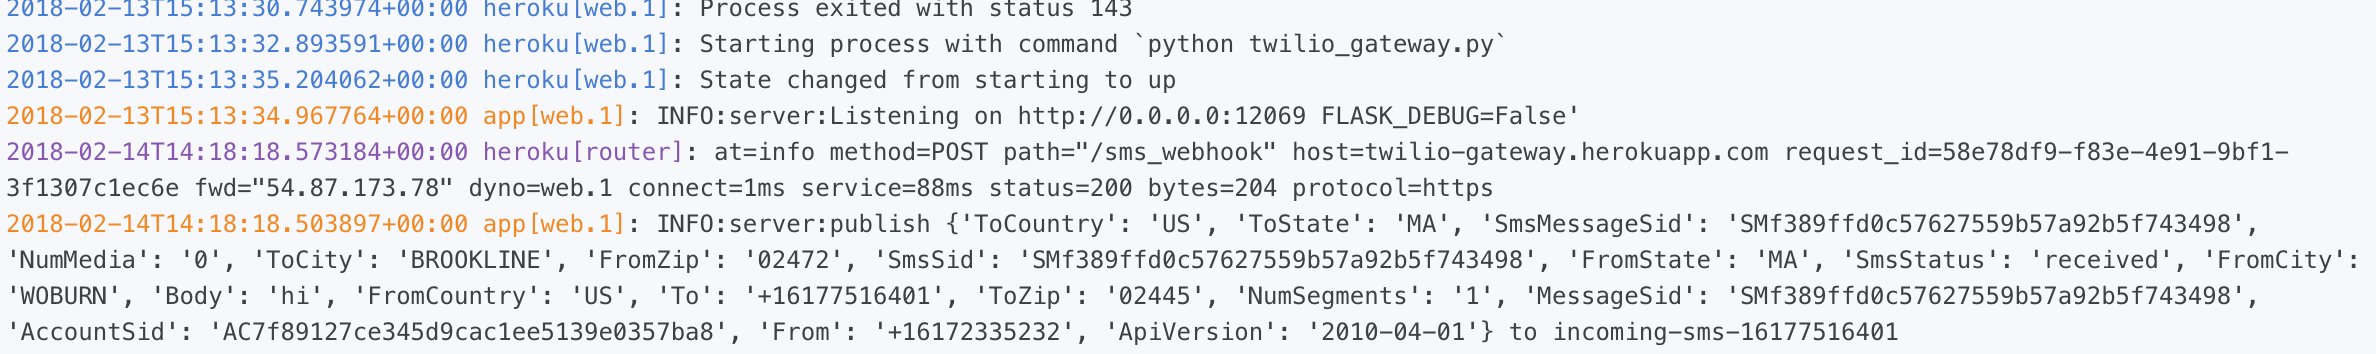 2018-02-13T15:13:30.743974+00:00 heroku[web.1]: Process exited with status 143
2018-02-13T15:13:32.893591+00:00 heroku[web.1]: Starting process with command `python twilio_gateway.py`
2018-02-13T15:13:35.204062+00:00 heroku[web.1]: State changed from starting to up
2018-02-13T15:13:34.967764+00:00 app[web.1]: INFO:server:Listening on http://0.0.0.0:12069 FLASK_DEBUG=False'
2018-02-14T14:18:18.573184+00:00 heroku[router]: at=info method=POST path="/sms_webhook" host=twilio-gateway.herokuapp.com request_id=58e78df9-f83e-4e91-9bf1-
3f1307c1ec6e fwd="54.87.173.78" dyno=web.1 connect=1ms service=88ms status=200 bytes=204 protocol=https
2018-02-14T14:18:18.503897+00:00 app[web.1]: INFO:server:publish {'ToCountry': 'US', 'ToState': 'MA', 'SmsMessageSid': 'SMf389ffd0c57627559b57a92b5f743498',
'NumMedia': '0', 'ToCity': 'BROOKLINE', 'FromZip': '02472', 'SmsSid': 'SMf389ffd0c57627559b57a92b5f743498', 'FromState': 'MA', 'SmsStatus': 'received', 'FromCity':
'WOBURN', 'Body': 'hi', 'FromCountry': 'US', 'To': '+16177516401', 'ToZip': '02445', 'NumSegments': '1', 'MessageSid': 'SMf389ffd0c57627559b57a92b5f743498',
'AccountSid': 'AC7f89127ce345d9cac1ee5139e0357ba8', 'From': '+16172335232', 'ApiVersion': '2010-04-01'} to incoming-sms-16177516401